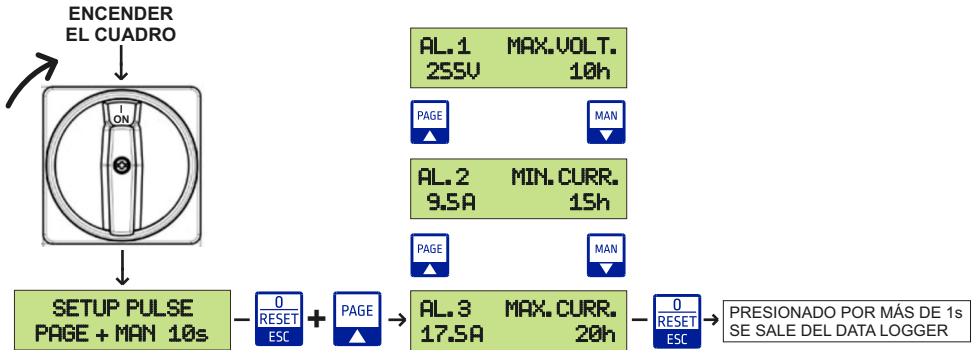 ENCENDER
EL CUADRO
I
ON
AL.1 MAX.VOLT.
255V 10h
PAGE
MAN
AL.2 MIN.CURR.
9.5A 15h
PAGE
MAN
SETUP PULSE
PAGE + MAN 10s
–
0
RESET
ESC
+
PAGE
AL.3 MAX.CURR.
17.5A 20h
–
0
RESET
ESC
PRESIONADO POR MÁS DE 1s
SE SALE DEL DATA LOGGER